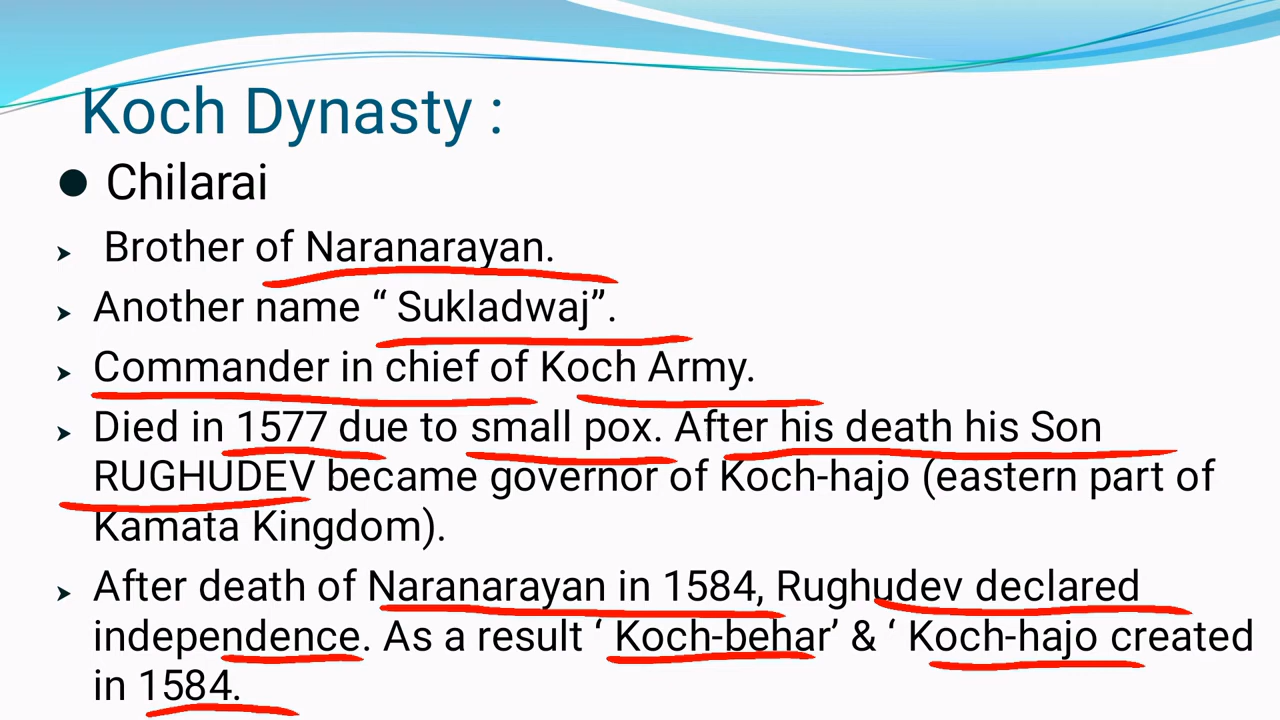 Koch Dynasty :
Chilarai
Brother of Naranarayan.
Another name “ Sukladwaj”.
Commander in chief of Koch Army.
Died in 1577 due to small pox. After his death his Son
RUGHUDEV became governor of Koch-hajo (eastern part of
Kamata Kingdom).
After death of Naranarayan in 1584, Rughudev declared
independence. As a result ‘ Koch-behar’ & ‘ Koch-hajo created
in 1584.